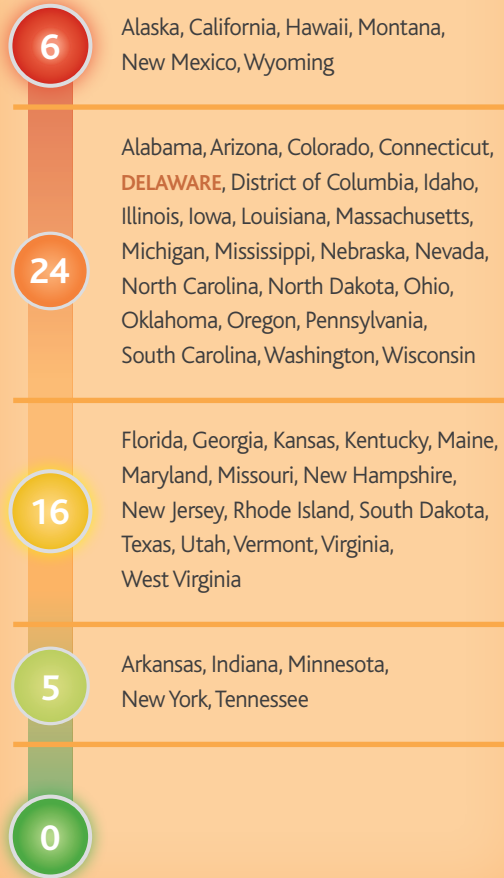 6
Alaska, California, Hawaii, Montana,
New Mexico, Wyoming
24
Alabama, Arizona, Colorado, Connecticut,
DELAWARE, District of Columbia, Idaho,
Illinois, Iowa, Louisiana, Massachusetts,
Michigan, Mississippi, Nebraska, Nevada,
North Carolina, North Dakota, Ohio,
Oklahoma, Oregon, Pennsylvania,
South Carolina, Washington, Wisconsin
16
Florida, Georgia, Kansas, Kentucky, Maine,
Maryland, Missouri, New Hampshire,
New Jersey, Rhode Island, South Dakota,
Texas, Utah, Vermont, Virginia,
West Virginia
5
Arkansas, Indiana, Minnesota,
New York, Tennessee
0